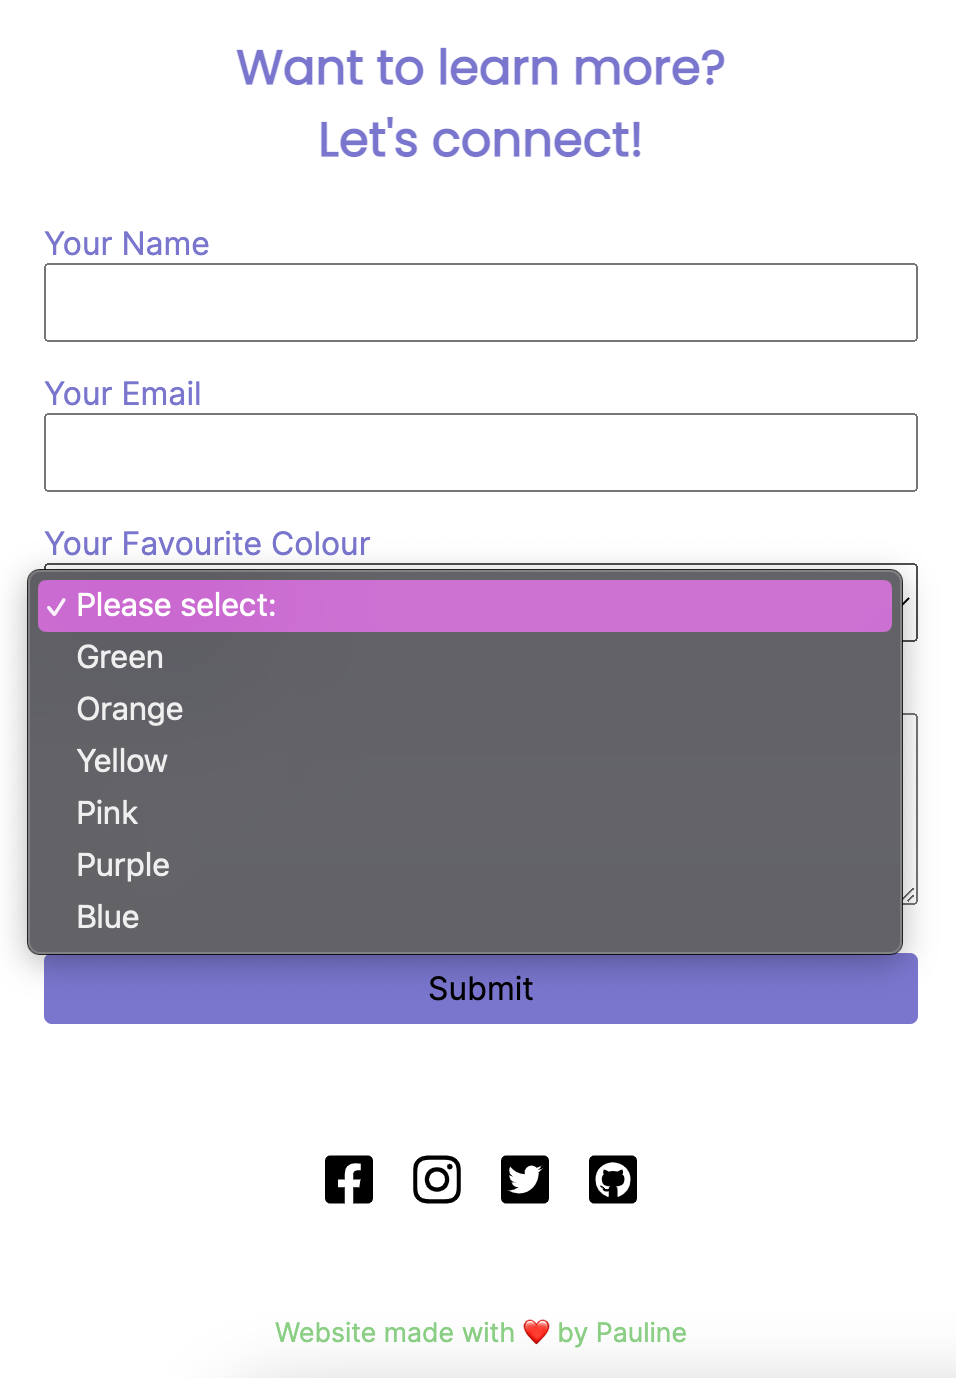 Want to learn more?
Let's connect!
Your Name
Your Email
Your Favourite Colour
Please select:
Green
Orange
Yellow
Pink
Purple
Blue
Submit
Website made with ❤️ by Pauline